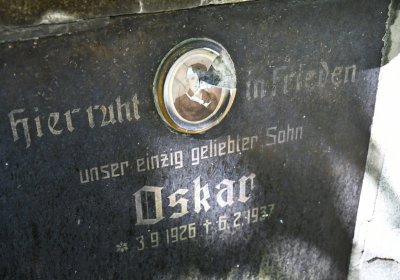 Hier ruht in Frieden
unser einzig geliebter Sohn
Oskar
* 3.9.1926 † 6.2.1937